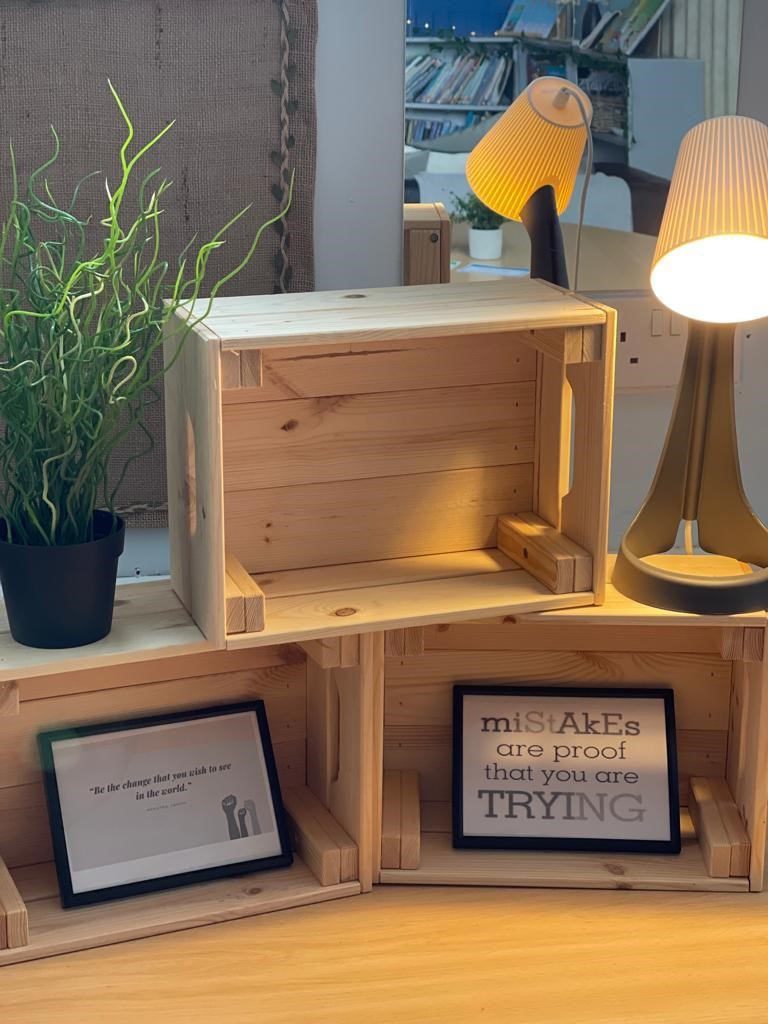 “Be the change that you wish to see
in the world.”
miStAkEs
are proof
that you are
TRYING